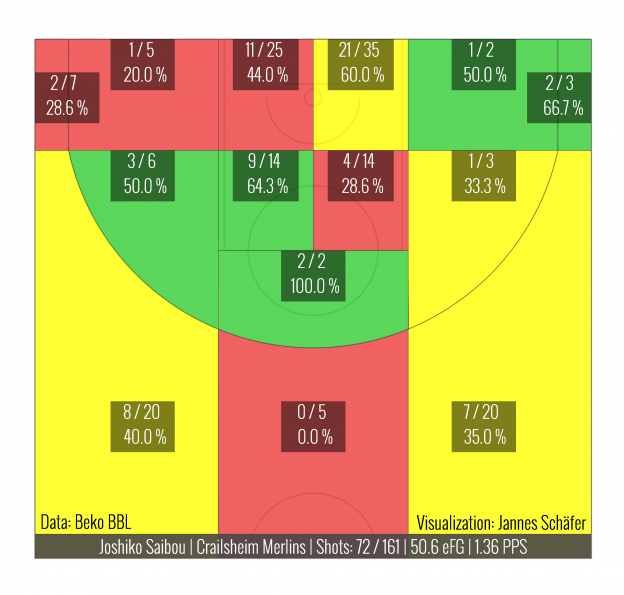 1 / 5
20.0 %
11 / 25
44.0 %
21 / 35
60.0 %
1 / 2
50.0 %
2 / 7
28.6 %
2 / 3
66.7 %
3 / 6
50.0 %
9 / 14
64.3 %
4 / 14
28.6 %
1 / 3
33.3 %
2 / 2
100.0 %
8 / 20
40.0 %
0 / 5
0.0 %
7 / 20
35.0 %
Data: Beko BBL
Visualization: Jannes Schäfer
Joshiko Saibou | Crailsheim Merlins | Shots: 72 / 161 | 50.6 eFG | 1.36 PPS